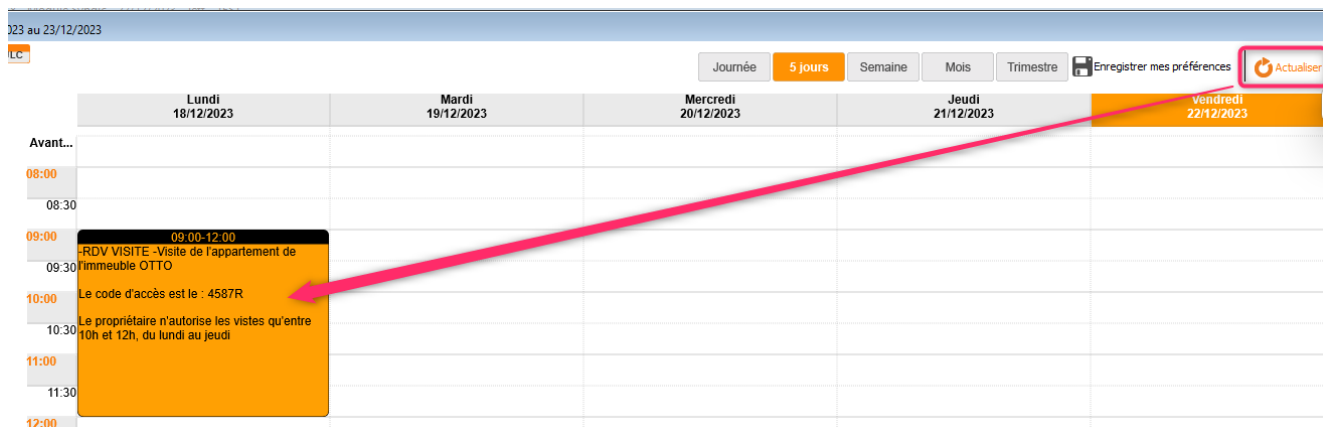 023 au 23/12/2023
LC
Journée 5 jours Semaine Mois Trimestre Enregistrer mes préférences Actualiser
Lundi Mardi Mercredi Jeudi Vendredi
18/12/2023 19/12/2023 20/12/2023 21/12/2023 22/12/2023
Avant...
08:00
08:30
09:00 09:00-12:00
-RDV VISITE -Visite de l'appartement de
09:30 l'immeuble OTTO
10:00 Le code d'accès est le : 4587R
Le propriétaire n'autorise les vistes qu'entre
10:30 10h et 12h, du lundi au jeudi
11:00
11:30
12:00